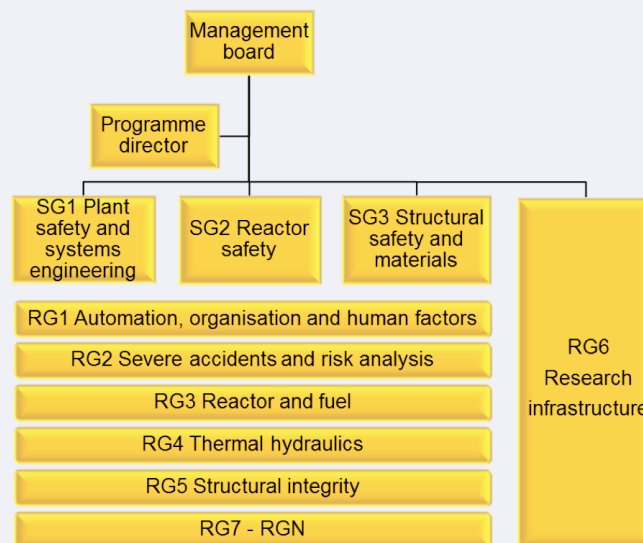 Management
board
Programme
director
SG1 Plant
safety and
systems
engineering
SG2 Reactor
safety
SG3 Structural
safety and
materials
RG1 Automation, organisation and human factors
RG2 Severe accidents and risk analysis
RG3 Reactor and fuel
RG4 Thermal hydraulics
RG5 Structural integrity
RG7 - RGN
RG6
Research
infrastructure